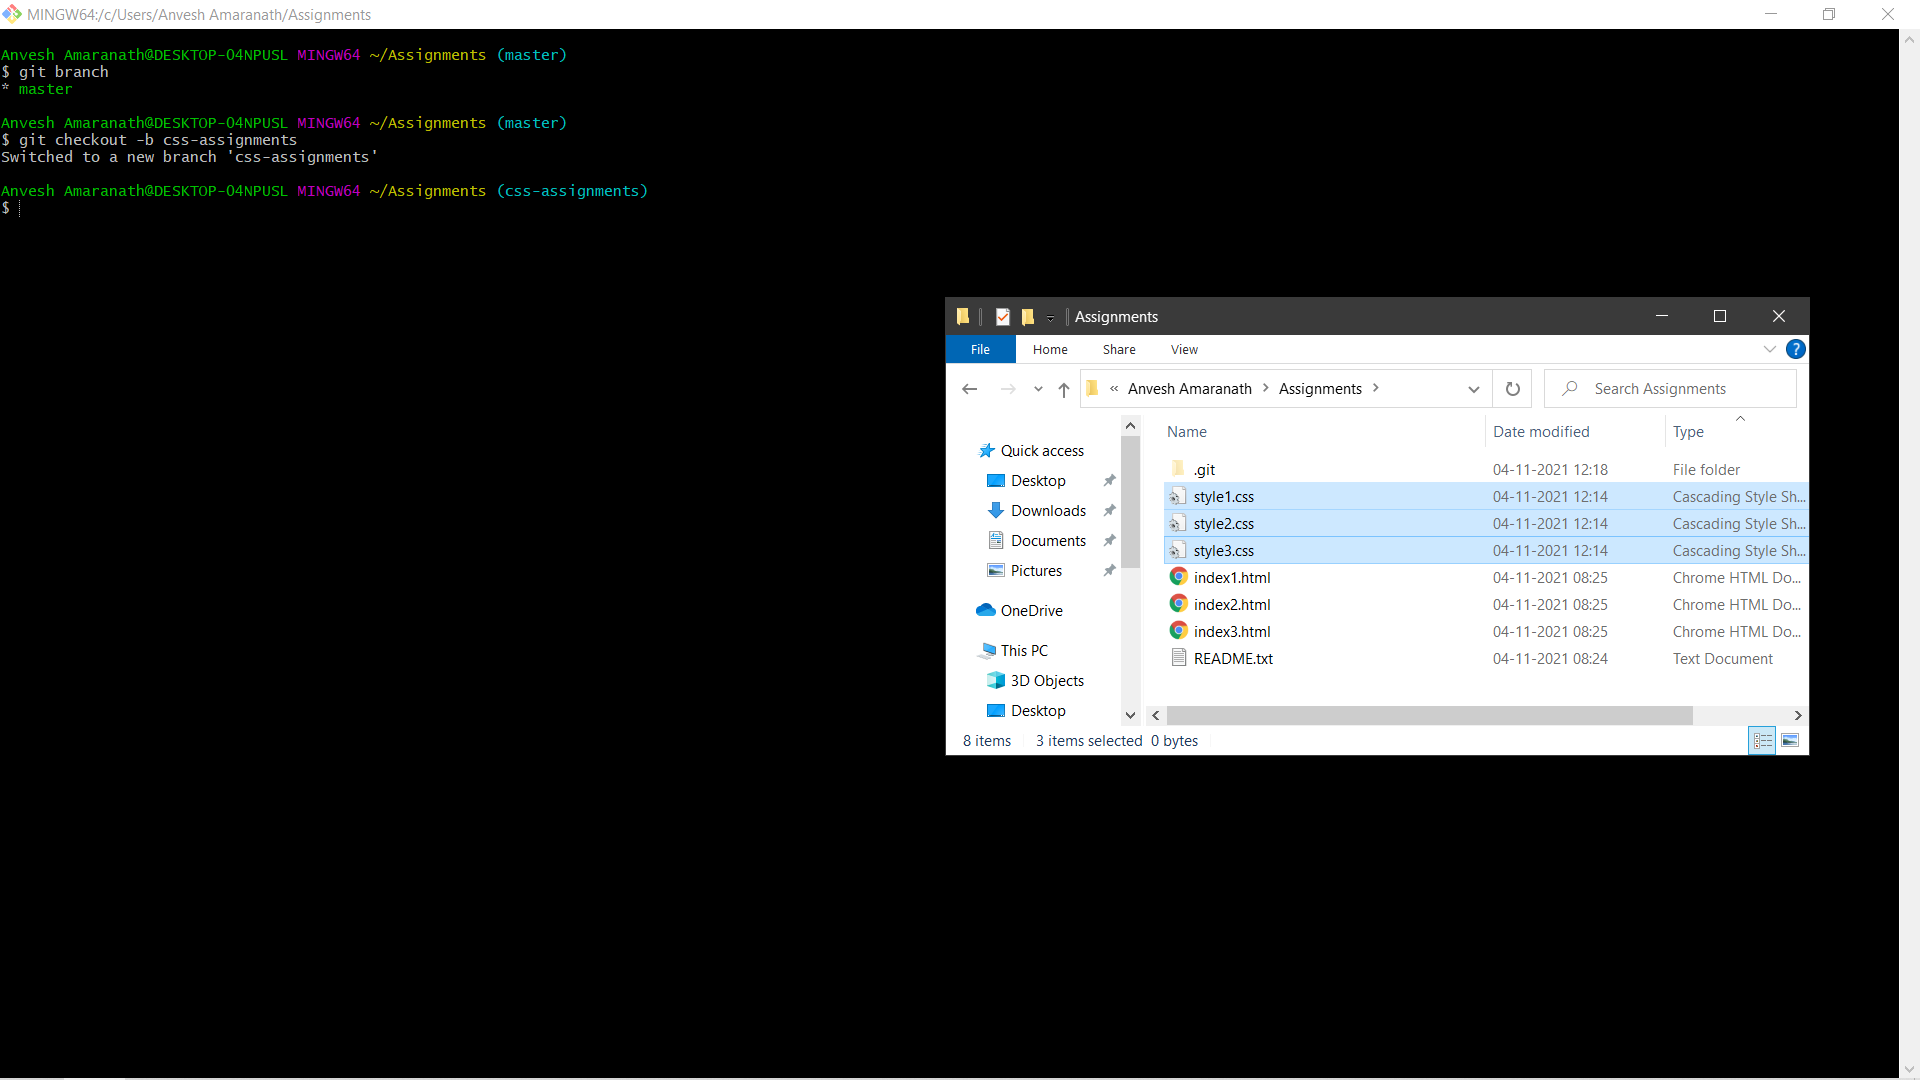 MINGW64:/c/Users/Anvesh Amaranath/Assignments
Anvesh Amaranath@DESKTOP-O4NPUSL MINGW64 ~/Assignments (master)
$ git branch
* master
Anvesh Amaranath@DESKTOP-O4NPUSL MINGW64 ~/Assignments (master)
$ git checkout -b css-assignments
Switched to a new branch 'css-assignments'
Anvesh Amaranath@DESKTOP-O4NPUSL MINGW64 ~/Assignments (css-assignments)
$
Assignments
File Home Share View ?
« Anvesh Amaranath > Assignments > Search Assignments
Name Date modified Type
Quick access
Desktop
Downloads
Documents
Pictures
OneDrive
This PC
3D Objects
Desktop
.git 04-11-2021 12:18 File folder
style1.css 04-11-2021 12:14 Cascading Style Sh...
style2.css 04-11-2021 12:14 Cascading Style Sh...
style3.css 04-11-2021 12:14 Cascading Style Sh...
index1.html 04-11-2021 08:25 Chrome HTML Do...
index2.html 04-11-2021 08:25 Chrome HTML Do...
index3.html 04-11-2021 08:25 Chrome HTML Do...
README.txt 04-11-2021 08:24 Text Document
8 items 3 items selected 0 bytes